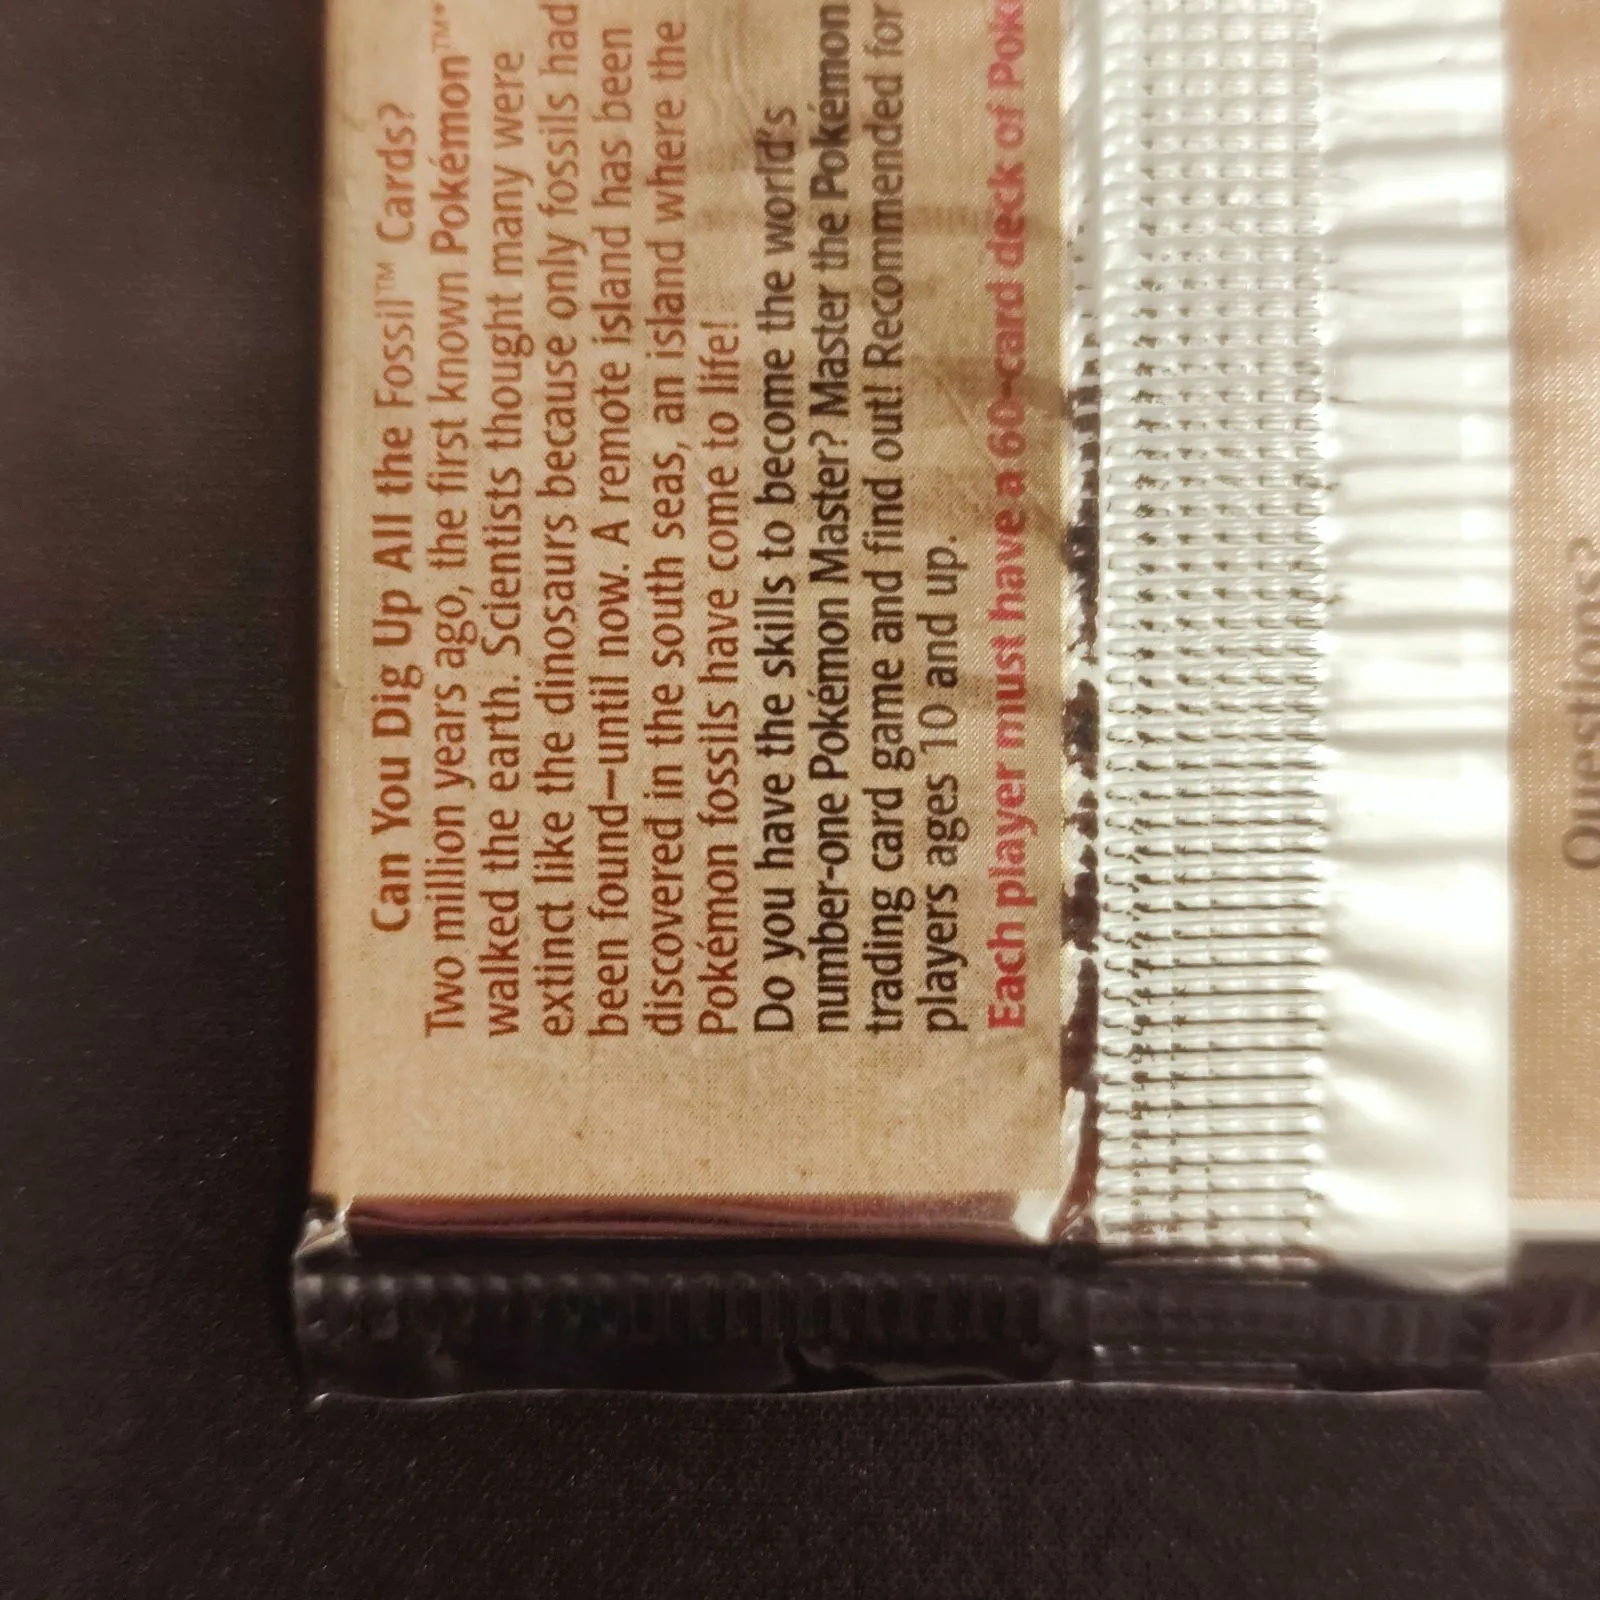 Can You Dig Up All the Fossil™ Cards?
Two million years ago, the first known Pokémon™
walked the earth. Scientists thought many were
extinct like the dinosaurs because only fossils had
been found–until now. A remote island has been
discovered in the south seas, an island where the
Pokémon fossils have come to life!
Do you have the skills to become the world's
number-one Pokémon Master? Master the Pokémon
trading card game and find out! Recommended for
players ages 10 and up.
Each player must have a 60-card deck of Poké
Questions?